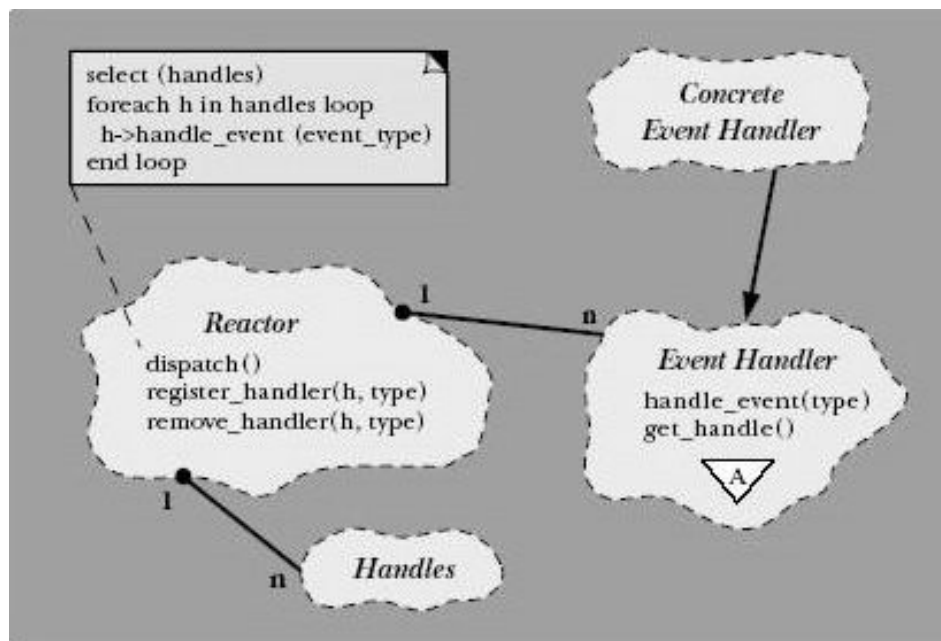 select (handles)
foreach h in handles loop
h->handle_event (event_type)
end loop
Concrete
Event Handler
Reactor
dispatch()
register_handler(h, type)
remove_handler(h, type)
1
n
Event Handler
handle_event(type)
get_handle()
A
1
n
Handles